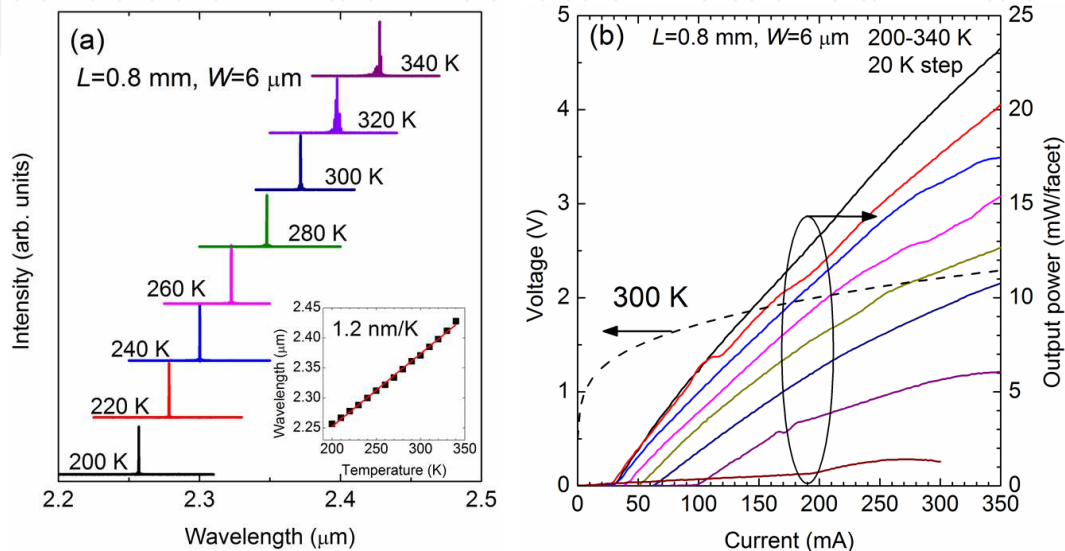 (a)
L=0.8 mm, W=6 μm
340 K
320 K
300 K
280 K
260 K
240 K
220 K
200 K
Intensity (arb. units)
2.2 2.3 2.4 2.5
Wavelength (μm)
1.2 nm/K
2.45
2.40
2.35
2.30
2.25
Wavelength (μm)
200 250 300 350
Temperature (K)
(b)
L=0.8 mm, W=6 μm
200-340 K
20 K step
300 K
5
4
3
2
1
0
Voltage (V)
25
20
15
10
5
0
Output power (mW/facet)
0 50 100 150 200 250 300 350
Current (mA)